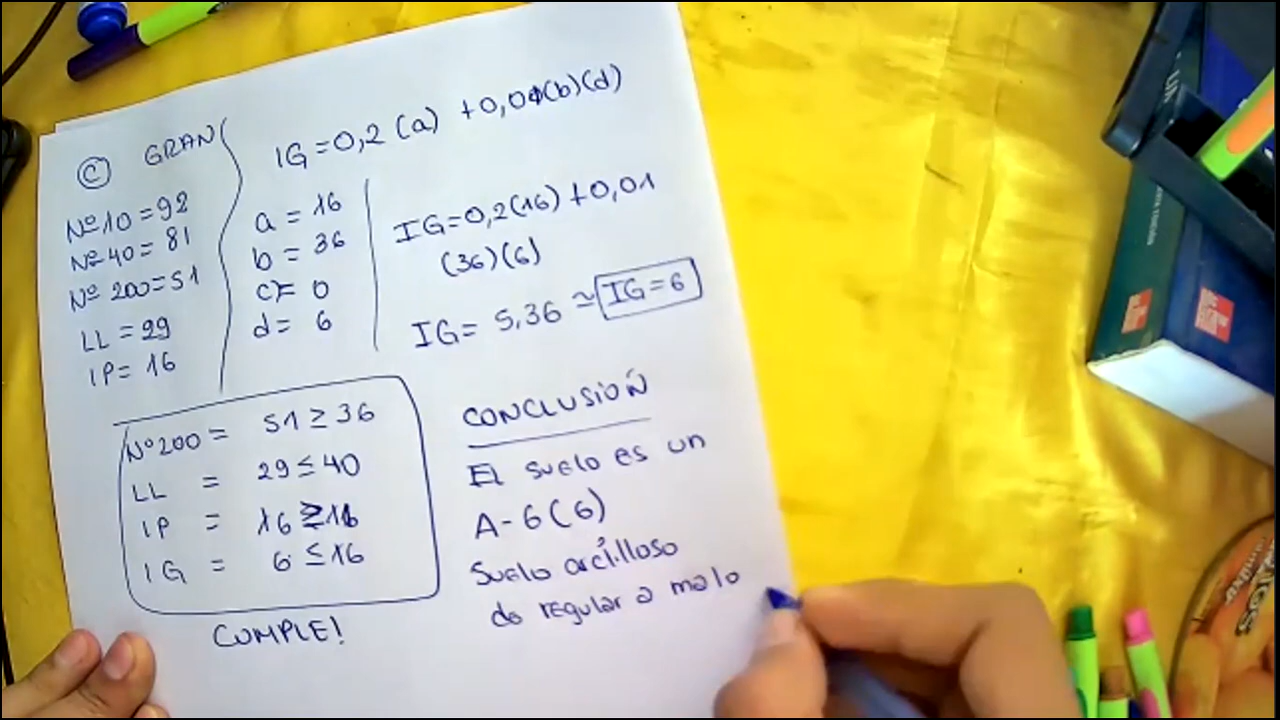 C GRAN
Nº10 = 92
Nº40 = 81
Nº 200 = 51
LL = 29
IP = 16
IG = 0,2 (a) + 0,01(b)(d)
a = 16
b = 36
c = 0
d = 6
IG = 0,2(16) + 0,01
(36)(6)
IG = 5.36 ≃ IG = 6
Nº200 = 51 ≥ 36
LL = 29 ≤ 40
IP = 16 ≥ 16
IG = 6 ≤ 16
CUMPLE!
CONCLUSIÓN
El suelo es un
A-6(6)
Suelo arcilloso
de regular a malo